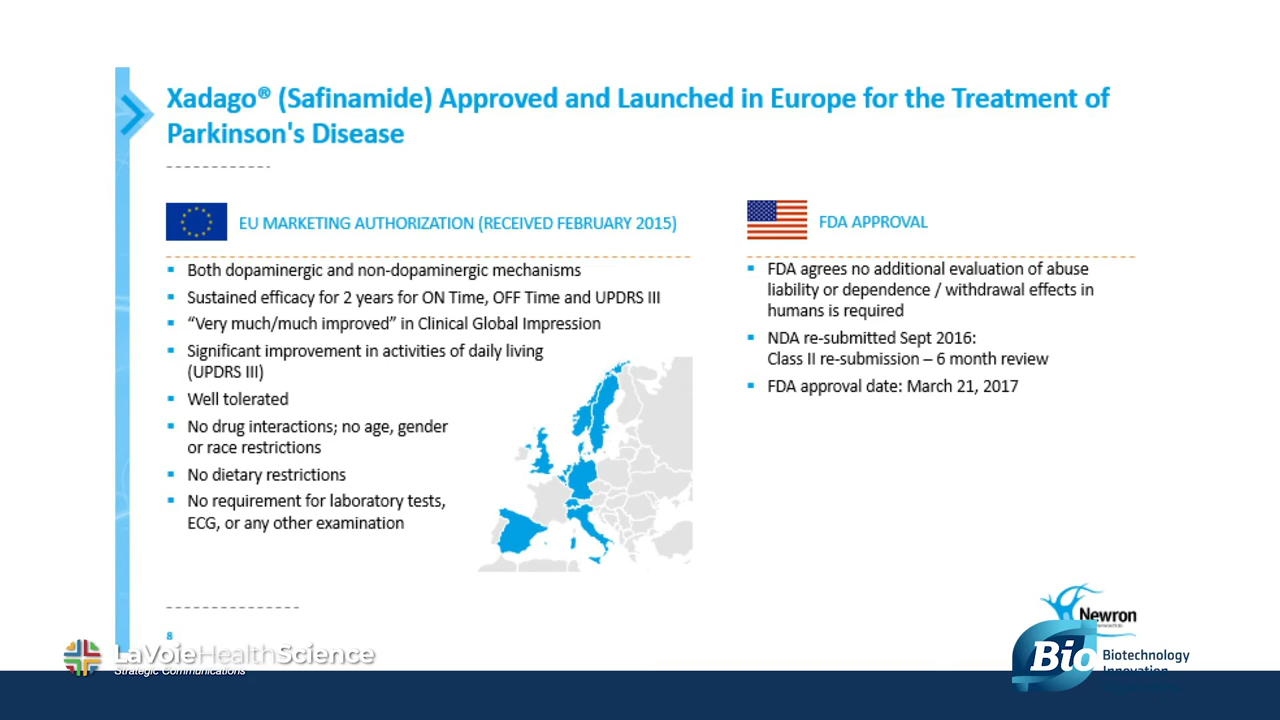 Xadago® (Safinamide) Approved and Launched in Europe for the Treatment of
Parkinson's Disease
EU MARKETING AUTHORIZATION (RECEIVED FEBRUARY 2015)
▪ Both dopaminergic and non-dopaminergic mechanisms
▪ Sustained efficacy for 2 years for ON Time, OFF Time and UPDRS III
▪ “Very much/much improved” in Clinical Global Impression
▪ Significant improvement in activities of daily living
(UPDRS III)
▪ Well tolerated
▪ No drug interactions; no age, gender
or race restrictions
▪ No dietary restrictions
▪ No requirement for laboratory tests,
ECG, or any other examination
FDA APPROVAL
▪ FDA agrees no additional evaluation of abuse
liability or dependence / withdrawal effects in
humans is required
▪ NDA re-submitted Sept 2016:
Class II re-submission – 6 month review
▪ FDA approval date: March 21, 2017
8
LaVoieHealthScience
Strategic Communications
Newron
Bio
Biotechnology
Innovation